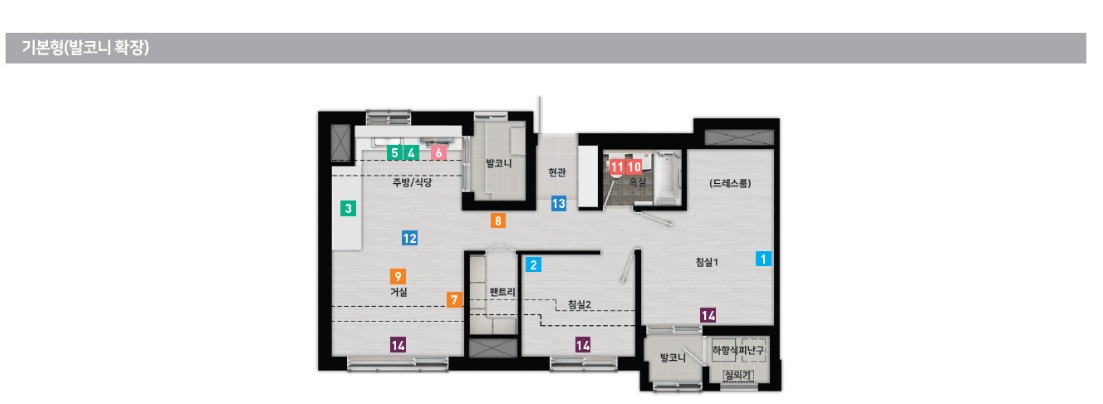 기본형(발코니 확장)
5 4 6
발코니
11 10
욕실
현관
주방/식당
(드레스룸)
3
13
8
12
2
침실1
1
9
거실
7
팬트리
침실2
14
14
14
발코니
하향식피난구
실외기